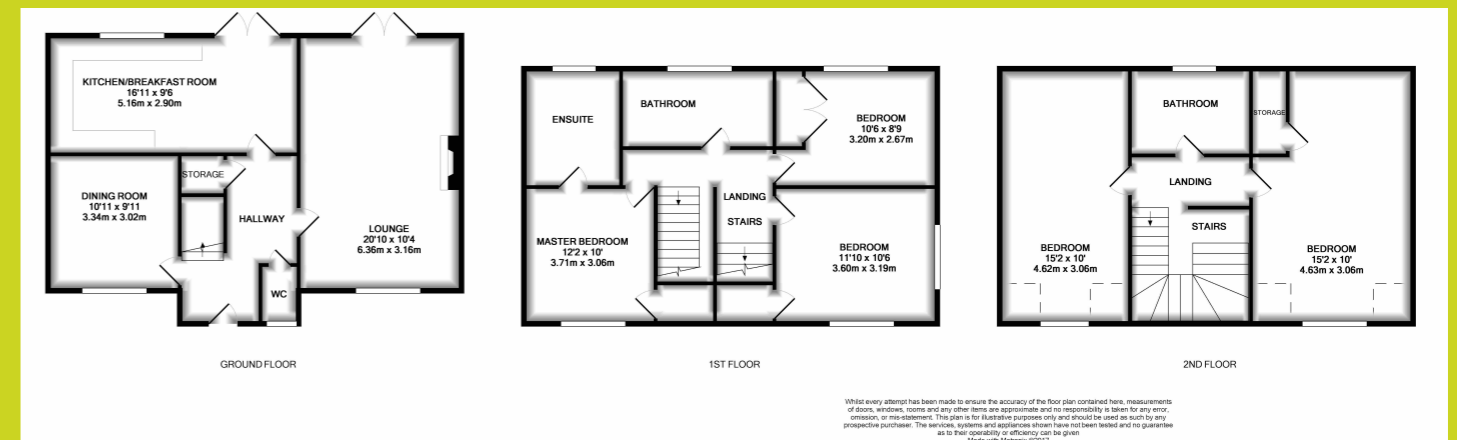 KITCHEN/BREAKFAST ROOM
16'11 x 9'6
5.16m x 2.90m
DINING ROOM
10'11 x 9'11
3.34m x 3.02m
STORAGE
HALLWAY
LOUNGE
20'10 x 10'4
6.36m x 3.16m
WC
GROUND FLOOR
ENSUITE
BATHROOM
BEDROOM
10'6 x 8'9
3.20m x 2.67m
LANDING
STAIRS
MASTER BEDROOM
12'2 x 10'
3.71m x 3.06m
BEDROOM
11'10 x 10'6
3.60m x 3.19m
1ST FLOOR
BATHROOM
STORAGE
LANDING
STAIRS
BEDROOM
15'2 x 10'
4.62m x 3.06m
BEDROOM
15'2 x 10'
4.63m x 3.06m
2ND FLOOR
Whilst every attempt has been made to ensure the accuracy of the floor plan contained here, measurements
of doors, windows, rooms and any other items are approximate and no responsibility is taken for any error,
omission, or mis-statement. This plan is for illustrative purposes only and should be used as such by any
prospective purchaser. The services, systems and appliances shown have not been tested and no guarantee
as to their operability or efficiency can be given
Made with Metropix ©2017